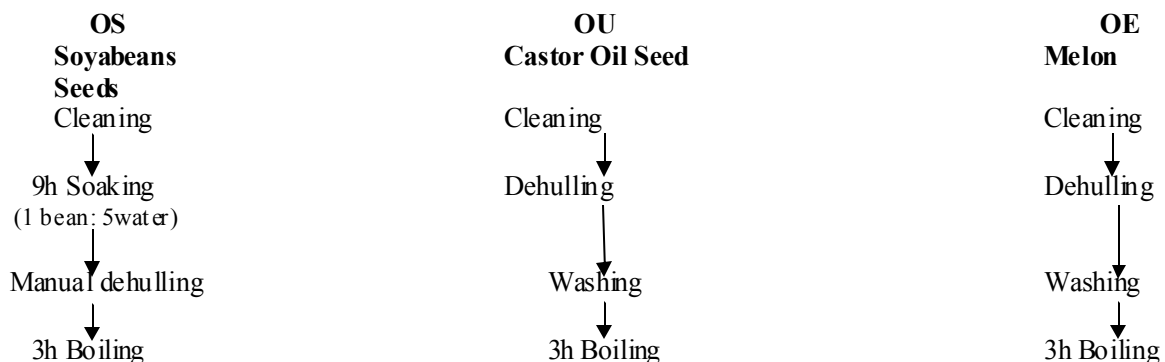 OS
Soyabeans
Seeds
Cleaning
9h Soaking
(1 bean: 5water)
Manual dehulling
3h Boiling
OU
Castor Oil Seed
Cleaning
Dehulling
Washing
3h Boiling
OE
Melon
Cleaning
Dehulling
Washing
3h Boiling